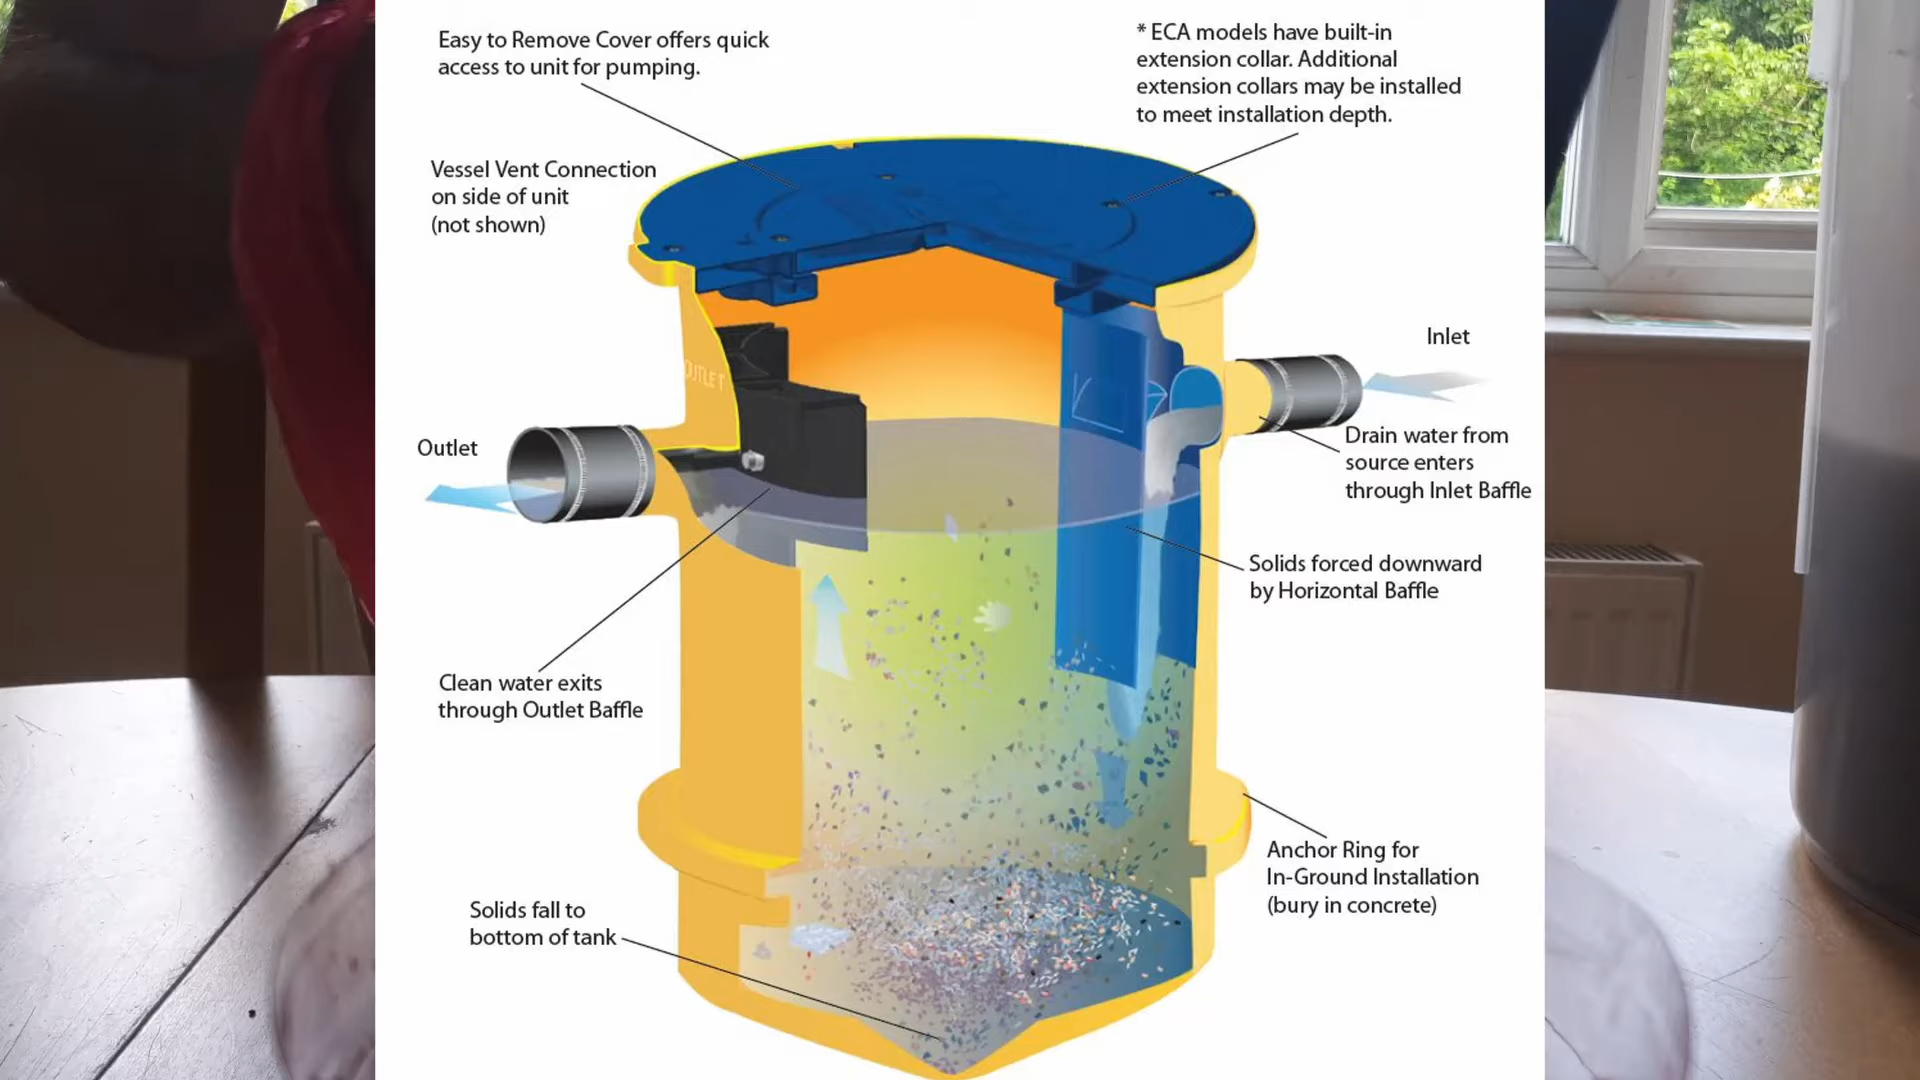 Easy to Remove Cover offers quick
access to unit for pumping.
* ECA models have built-in
extension collar. Additional
extension collars may be installed
to meet installation depth.
Vessel Vent Connection
on side of unit
(not shown)
Inlet
OUTLET
Outlet
Drain water from
source enters
through Inlet Baffle
Solids forced downward
by Horizontal Baffle
Clean water exits
through Outlet Baffle
Anchor Ring for
In-Ground Installation
(bury in concrete)
Solids fall to
bottom of tank